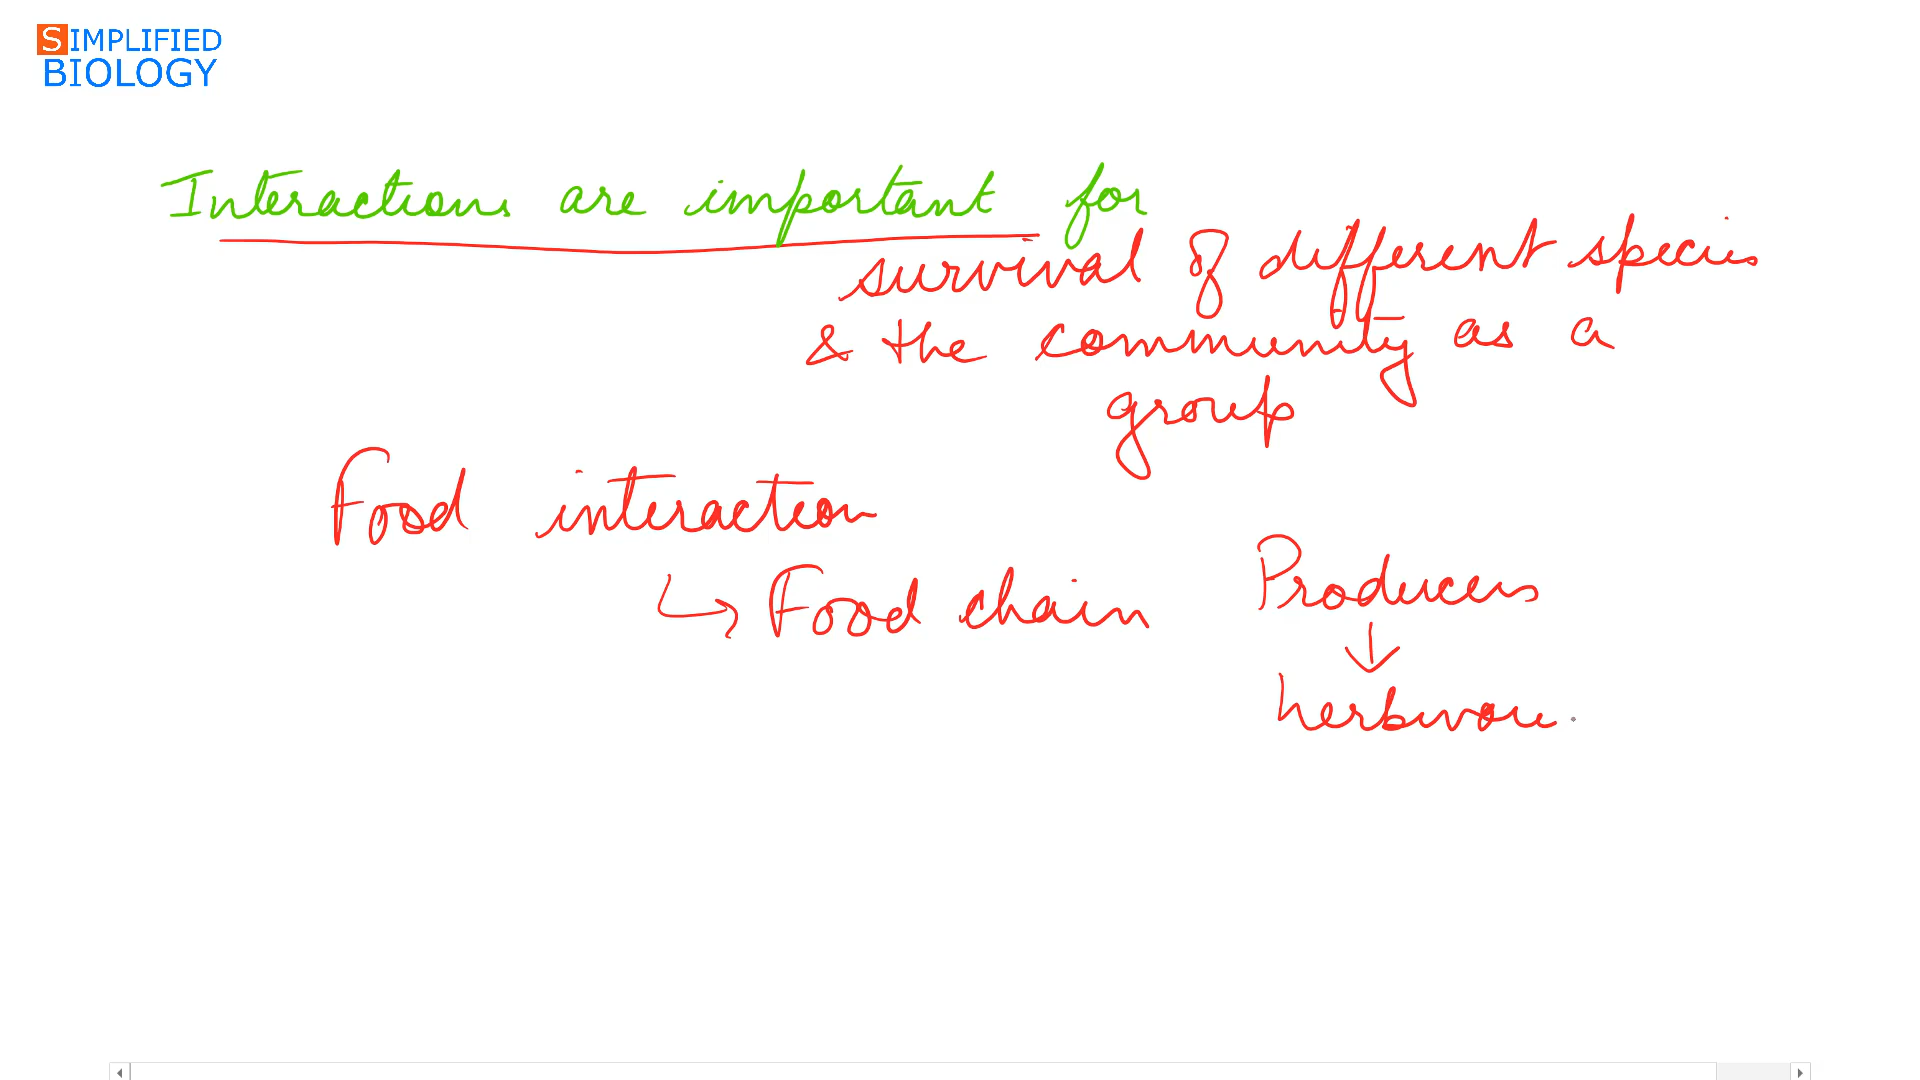 SIMPLIFIED
BIOLOGY
Interactions are important for
survival of different species
& the community as a
group
Food interaction
↳ Food chain
Producers
↓
herbivore